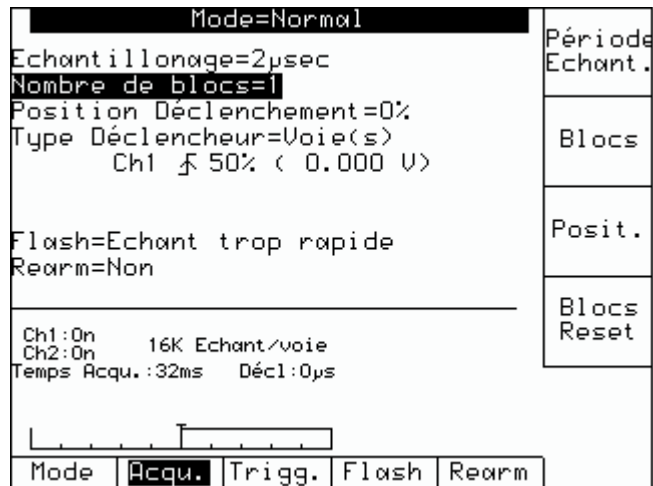 Mode=Normal
Echantillonage=2µsec
Nombre de blocs=1
Position Déclenchement=0%
Type Déclencheur=Voie(s)
Ch1 50% ( 0.000 V)
Flash=Echant trop rapide
Rearm=Non
Ch1:On
Ch2:On
16K Echant/voie
Temps Acqu.:32ms Décl:0µs
Mode Acqu. Trigg. Flash Rearm
Période
Echant.
Blocs
Posit.
Blocs
Reset